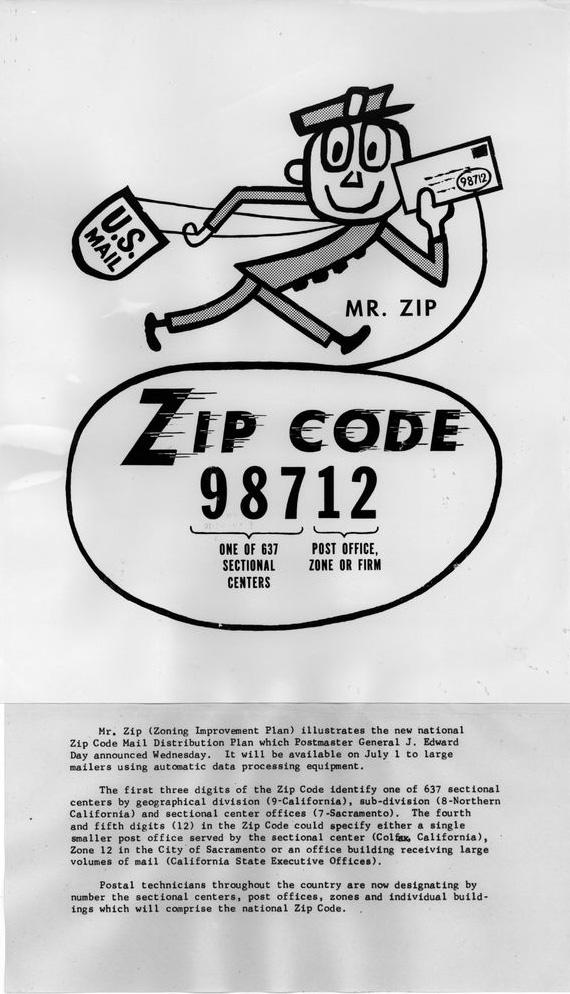 98712
U.S.
MAIL
MR. ZIP
ZIP CODE
98712
ONE OF 637
SECTIONAL
CENTERS
POST OFFICE,
ZONE OR FIRM
Mr. Zip (Zoning Improvement Plan) illustrates the new national
Zip Code Mail Distribution Plan which Postmaster General J. Edward
Day announced Wednesday. It will be available on July 1 to large
mailers using automatic data processing equipment.
The first three digits of the Zip Code identify one of 637 sectional
centers by geographical division (9-California), sub-division (8-Northern
California) and sectional center offices (7-Sacramento). The fourth
and fifth digits (12) in the Zip Code could specify either a single
smaller post office served by the sectional center (Colfax, California),
Zone 12 in the City of Sacramento or an office building receiving large
volumes of mail (California State Executive Offices).
Postal technicians throughout the country are now designating by
number the sectional centers, post offices, zones and individual build-
ings which will comprise the national Zip Code.